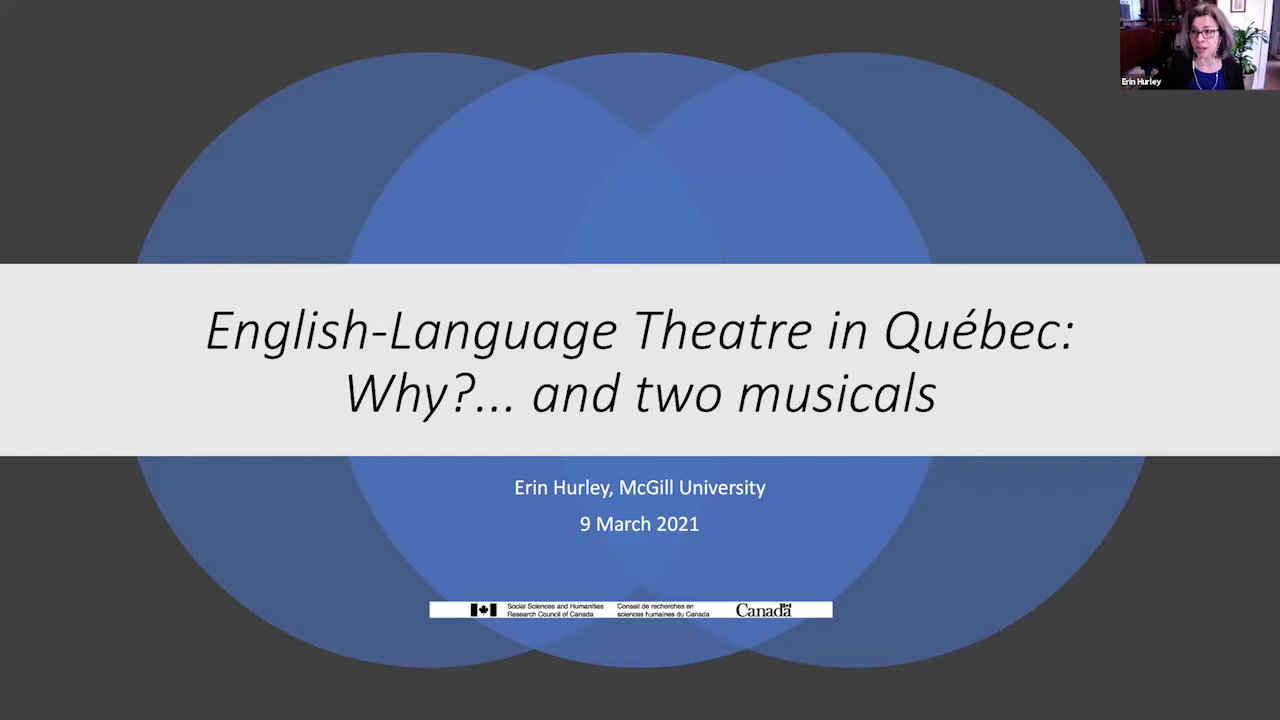 Erin Hurley
English-Language Theatre in Québec:
Why?... and two musicals
Erin Hurley, McGill University
9 March 2021
Social Sciences and Humanities
Research Council of Canada
Conseil de recherches en
sciences humaines du Canada
Canada